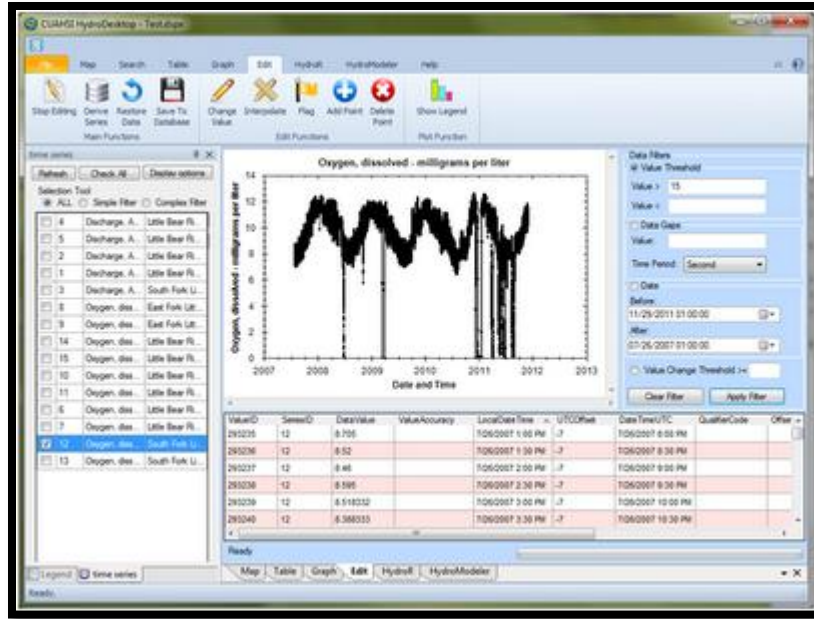 CUAHSI HydroDesktop - Test.dspx
Map Search Table Graph Edit HydroR HydroModeler Help
Stop Editing Derive Series Restore Data Save To Database Change Value Interpolate Flag Add Point Delete Point Show Legend
Main Functions Edit Functions Plot Function
time series
Refresh Check All Display options
Selection Tool
ALL Simple Filter Complex Filter
4 Discharge. A... Little Bear Ri...
5 Discharge. A... Little Bear Ri...
2 Discharge. A... Little Bear Ri...
1 Discharge. A... Little Bear Ri...
3 Discharge. A... South Fork Li...
8 Oxygen, diss... East Fork Litt...
9 Oxygen, diss... East Fork Litt...
14 Oxygen, diss... Little Bear Ri...
15 Oxygen, diss... Little Bear Ri...
10 Oxygen, diss... Little Bear Ri...
11 Oxygen, diss... Little Bear Ri...
6 Oxygen, diss... Little Bear Ri...
7 Oxygen, diss... Little Bear Ri...
12 Oxygen, diss... South Fork Li...
13 Oxygen, diss... South Fork Li...
Legend time series
Oxygen, dissolved - milligrams per liter
Oxygen, dissolved - milligrams per liter
14
12
10
8
6
4
2
0
2007 2008 2009 2010 2011 2012 2013
Date and Time
Data Filters
Value Threshold
Value > 15
Value <
Data Gaps
Value:
Time Period: Second
Date
Before:
11/29/2011 01:00:00
After:
07/26/2007 01:00:00
Value Change Threshold >=
Clear Filter Apply Filter
ValueID SeriesID DataValue ValueAccuracy LocalDateTime UTCOffset DateTimeUTC QualifierCode Offset
293235 12 8.705 7/26/2007 1:00 PM -7 7/26/2007 8:00 PM
293236 12 8.52 7/26/2007 1:30 PM -7 7/26/2007 8:30 PM
293237 12 8.46 7/26/2007 2:00 PM -7 7/26/2007 9:00 PM
293238 12 8.595 7/26/2007 2:30 PM -7 7/26/2007 9:30 PM
293239 12 8.518332 7/26/2007 3:00 PM -7 7/26/2007 10:00 PM
293240 12 8.388333 7/26/2007 3:30 PM -7 7/26/2007 10:30 PM
Ready
Map Table Graph Edit HydroR HydroModeler
Ready.